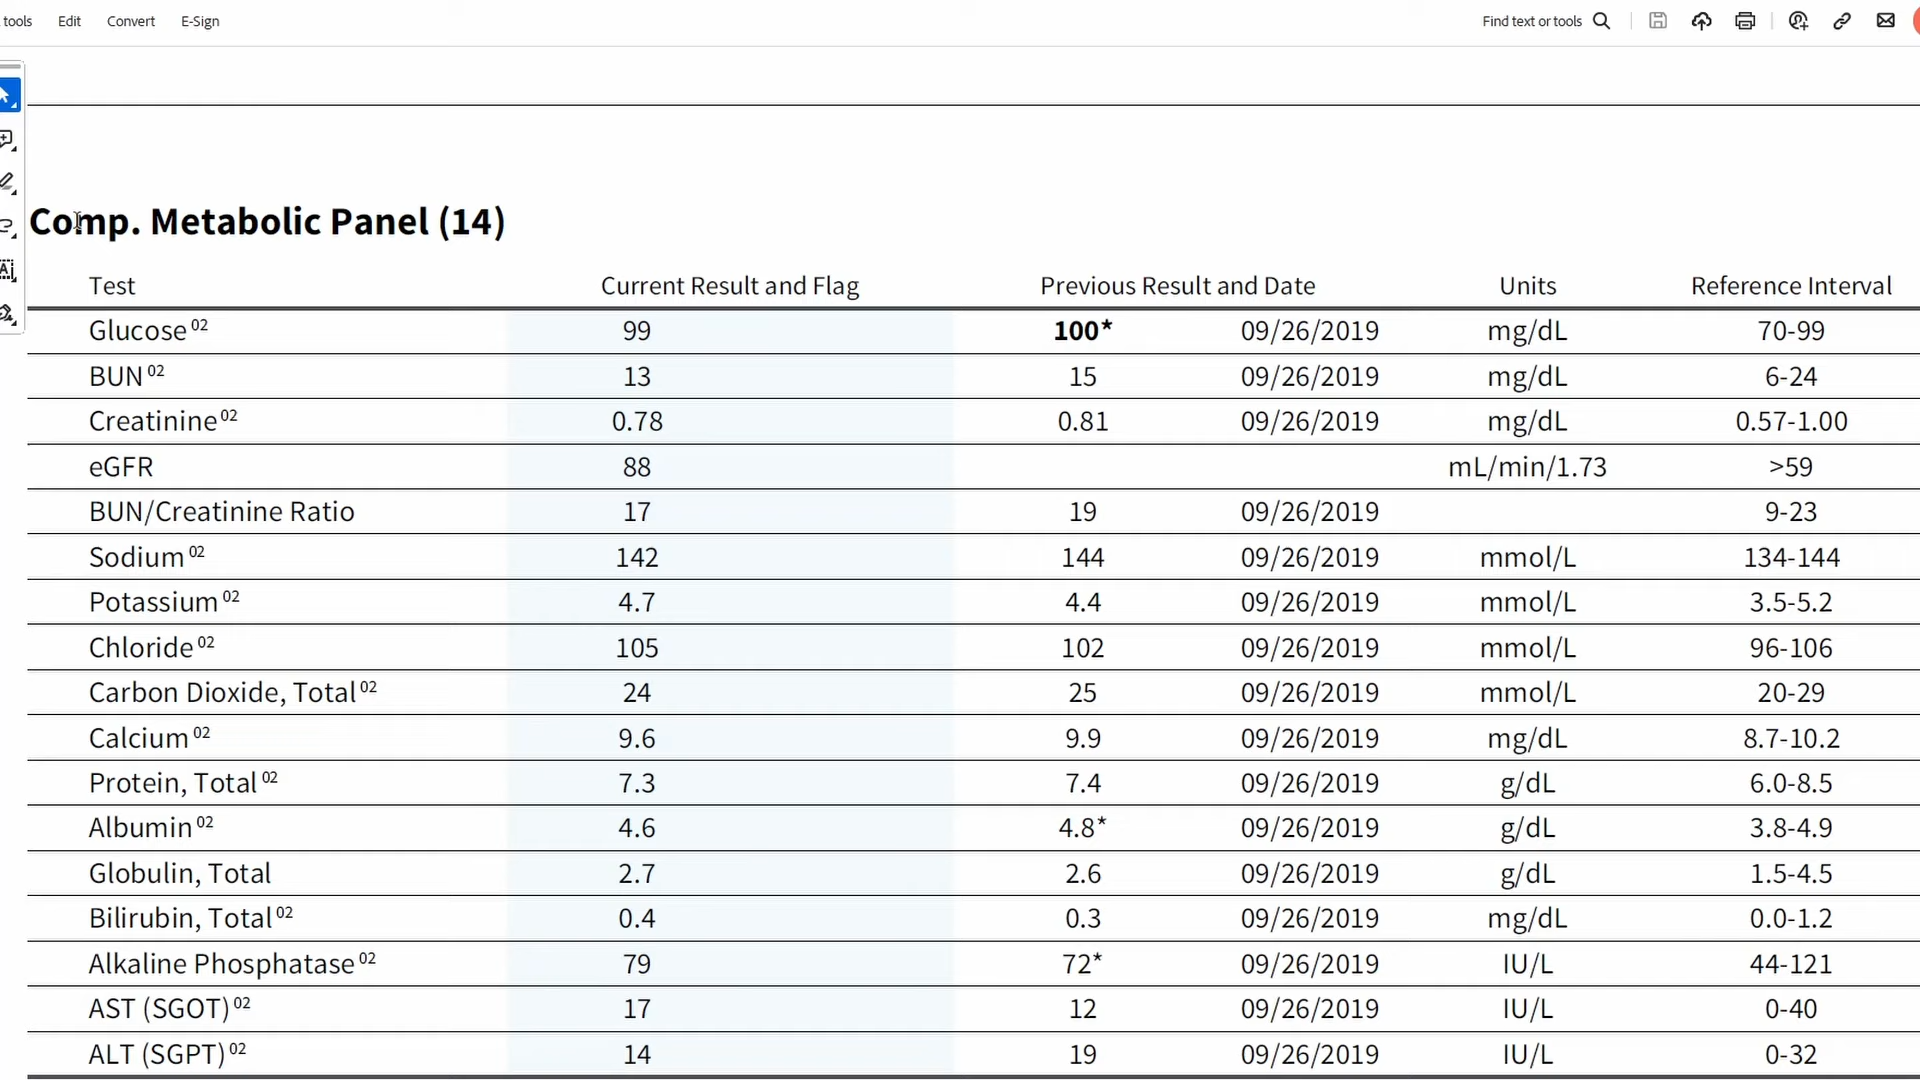 tools Edit Convert E-Sign Find text or tools
Comp. Metabolic Panel (14)
Test Current Result and Flag Previous Result and Date Units Reference Interval
Glucose 02 99 100* 09/26/2019 mg/dL 70-99
BUN 02 13 15 09/26/2019 mg/dL 6-24
Creatinine 02 0.78 0.81 09/26/2019 mg/dL 0.57-1.00
eGFR 88 mL/min/1.73 >59
BUN/Creatinine Ratio 17 19 09/26/2019 9-23
Sodium 02 142 144 09/26/2019 mmol/L 134-144
Potassium 02 4.7 4.4 09/26/2019 mmol/L 3.5-5.2
Chloride 02 105 102 09/26/2019 mmol/L 96-106
Carbon Dioxide, Total 02 24 25 09/26/2019 mmol/L 20-29
Calcium 02 9.6 9.9 09/26/2019 mg/dL 8.7-10.2
Protein, Total 02 7.3 7.4 09/26/2019 g/dL 6.0-8.5
Albumin 02 4.6 4.8* 09/26/2019 g/dL 3.8-4.9
Globulin, Total 2.7 2.6 09/26/2019 g/dL 1.5-4.5
Bilirubin, Total 02 0.4 0.3 09/26/2019 mg/dL 0.0-1.2
Alkaline Phosphatase 02 79 72* 09/26/2019 IU/L 44-121
AST (SGOT) 02 17 12 09/26/2019 IU/L 0-40
ALT (SGPT) 02 14 19 09/26/2019 IU/L 0-32